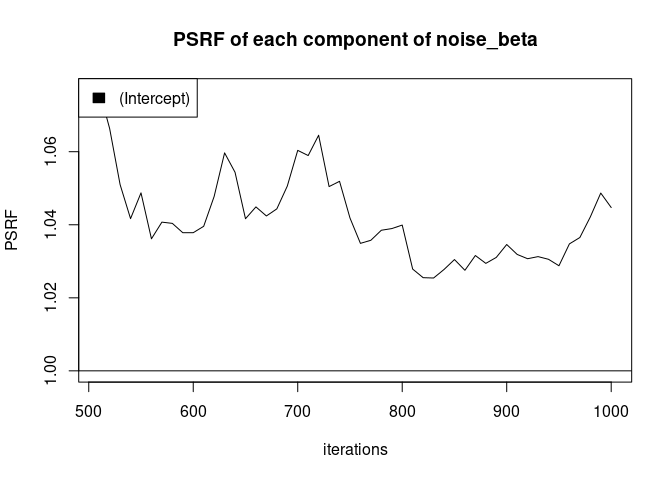 PSRF of each component of noise_beta
(Intercept)
PSRF
1.06
1.04
1.02
1.00
500 600 700 800 900 1000
iterations